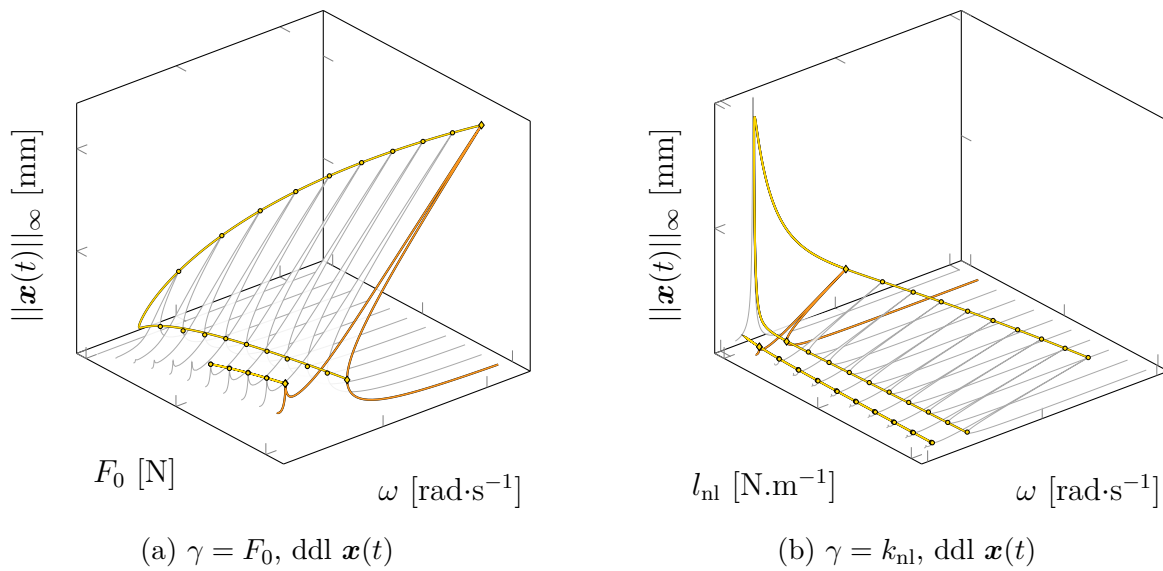 ||x(t)||∞ [mm]
F₀ [N]
ω [rad·s⁻¹]
(a) γ = F₀, ddl x(t)
||x(t)||∞ [mm]
lₙₗ [N.m⁻¹]
ω [rad·s⁻¹]
(b) γ = kₙₗ, ddl x(t)